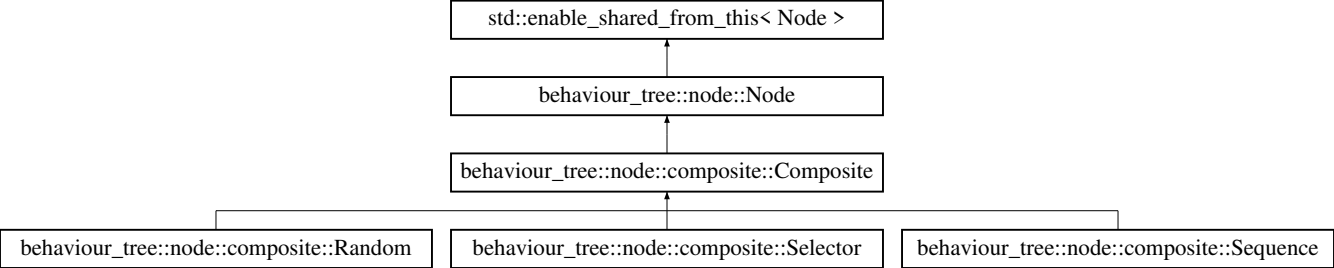 std::enable_shared_from_this< Node >
behaviour_tree::node::Node
behaviour_tree::node::composite::Composite
behaviour_tree::node::composite::Random
behaviour_tree::node::composite::Selector
behaviour_tree::node::composite::Sequence